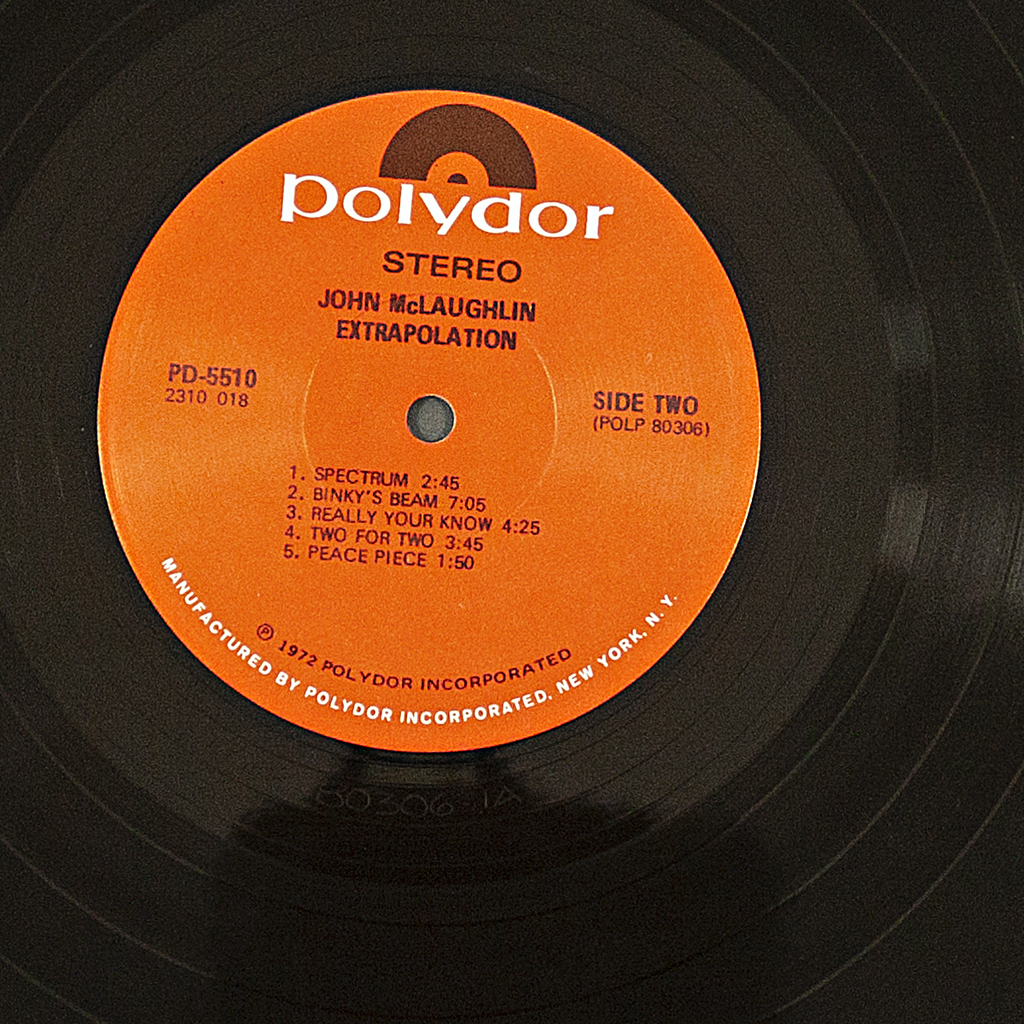 polydor
STEREO
JOHN McLAUGHLIN
EXTRAPOLATION
PD-5510
2310 018
SIDE TWO
(POLP 80306)
1. SPECTRUM 2:45
2. BINKY'S BEAM 7:05
3. REALLY YOUR KNOW 4:25
4. TWO FOR TWO 3:45
5. PEACE PIECE 1:50
Ⓟ 1972 POLYDOR INCORPORATED
MANUFACTURED BY POLYDOR INCORPORATED, NEW YORK, N. Y.
80306-1A